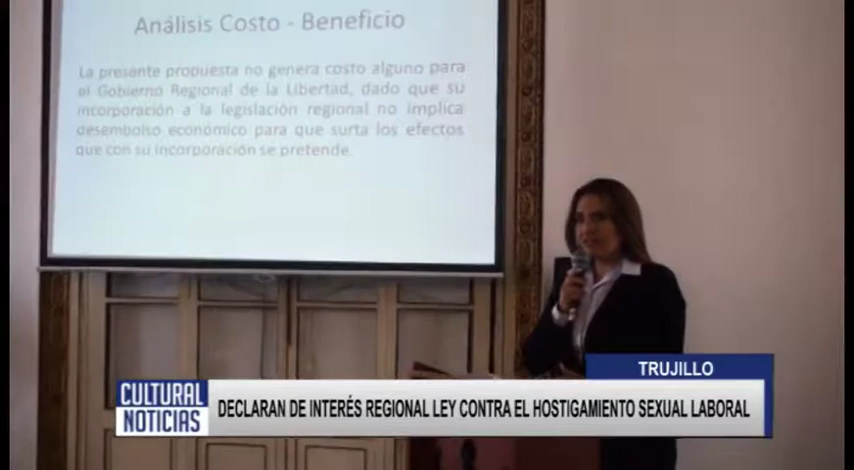 Análisis Costo - Beneficio
La presente propuesta no genera costo alguno para
el Gobierno Regional de la Libertad, dado que su
incorporación a la legislación regional no implica
desembolso económico para que surta los efectos
que con su incorporación se pretende.
TRUJILLO
CULTURAL
NOTICIAS
DECLARAN DE INTERÉS REGIONAL LEY CONTRA EL HOSTIGAMIENTO SEXUAL LABORAL